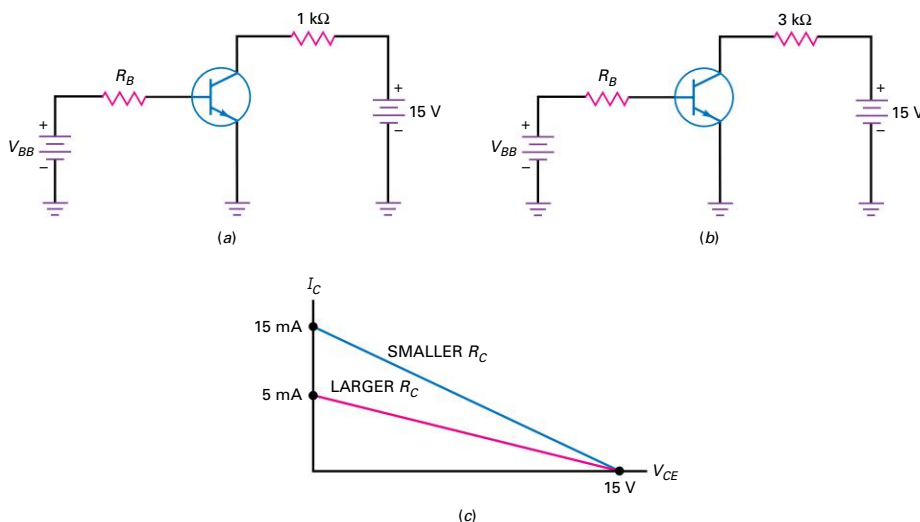 1 kΩ
R_B
+
15 V
−
+
V_BB
−
(a)
3 kΩ
R_B
+
15 V
−
+
V_BB
−
(b)
I_C
15 mA
SMALLER R_C
5 mA
LARGER R_C
V_CE
15 V
(c)